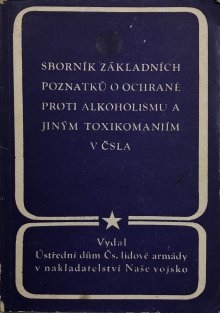 SBORNÍK ZÁKLADNÍCH
POZNATKŮ O OCHRANĚ
PROTI ALKOHOLISMU A
JINÝM TOXIKOMANIÍM
V ČSLA
Vydal
Ústřední dům Čs. lidové armády
v nakladatelství Naše vojsko